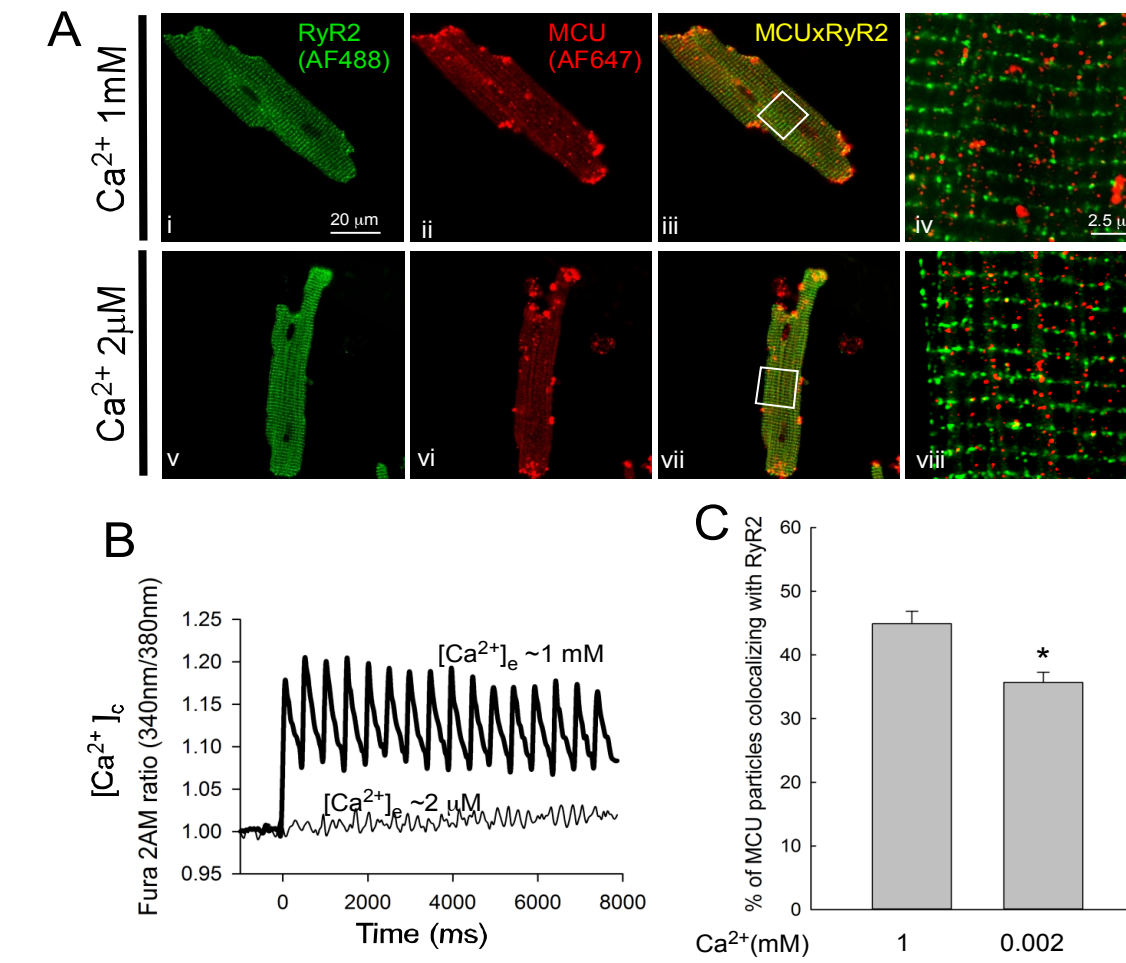 A
Ca2+ 1mM
RyR2
(AF488)
MCU
(AF647)
MCUxRyR2
i
20 μm
ii
iii
iv
2.5 μ
Ca2+ 2μM
v
vi
vii
viii
B
[Ca2+ ]c
Fura 2AM ratio (340nm/380nm)
1.25
1.20
1.15
1.10
1.05
1.00
0.95
[Ca2+]e ~1 mM
[Ca2+]e ~2 μM
0
2000
4000
6000
8000
Time (ms)
C
% of MCU particles colocalizing with RyR2
60
50
40
30
20
10
0
*
Ca2+(mM)
1
0.002